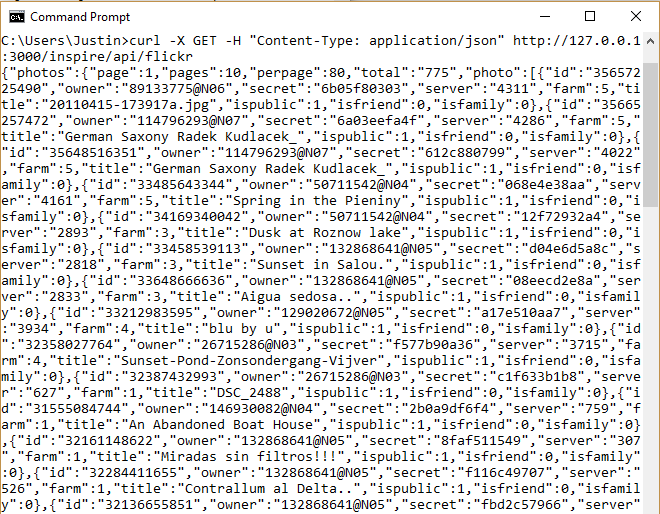 Command Prompt
C:\Users\Justin>curl -X GET -H "Content-Type: application/json" http://127.0.0.1
:3000/inspire/api/flickr
{"photos":{"page":1,"pages":10,"perpage":80,"total":"775","photo":[{"id":"356572
25490","owner":"89133775@N06","secret":"6b05f80303","server":"4311","farm":5,"ti
tle":"20110415-173917a.jpg","ispublic":1,"isfriend":0,"isfamily":0},{"id":"35665
257472","owner":"114796293@N07","secret":"6a03eefa4f","server":"4286","farm":5,"
title":"German Saxony Radek Kudlacek_","ispublic":1,"isfriend":0,"isfamily":0},{
"id":"35648516351","owner":"114796293@N07","secret":"612c880799","server":"4022"
,"farm":5,"title":"German Saxony Radek Kudlacek_","ispublic":1,"isfriend":0,"isf
amily":0},{"id":"33485643344","owner":"50711542@N04","secret":"068e4e38aa","serv
er":"4161","farm":5,"title":"Spring in the Pieniny","ispublic":1,"isfriend":0,"i
sfamily":0},{"id":"34169340042","owner":"50711542@N04","secret":"12f72932a4","se
rver":"2893","farm":3,"title":"Dusk at Roznow lake","ispublic":1,"isfriend":0,"i
sfamily":0},{"id":"33458539113","owner":"132868641@N05","secret":"d04e6d5a8c","s
erver":"2818","farm":3,"title":"Sunset in Salou.","ispublic":1,"isfriend":0,"isf
amily":0},{"id":"33648666636","owner":"132868641@N05","secret":"08eecd2e8a","ser
ver":"2833","farm":3,"title":"Aigua sedosa..","ispublic":1,"isfriend":0,"isfamil
y":0},{"id":"33212983595","owner":"129020672@N05","secret":"a17e510aa7","server"
:"3934","farm":4,"title":"blu by u","ispublic":1,"isfriend":0,"isfamily":0},{"id
":"32358027764","owner":"26715286@N03","secret":"f577b90a36","server":"3715","fa
rm":4,"title":"Sunset-Pond-Zonsondergang-Vijver","ispublic":1,"isfriend":0,"isfa
mily":0},{"id":"32387432993","owner":"26715286@N03","secret":"c1f633b1b8","serve
r":"627","farm":1,"title":"DSC_2488","ispublic":1,"isfriend":0,"isfamily":0},{"i
d":"31555084744","owner":"146930082@N04","secret":"2b0a9df6f4","server":"759","f
arm":1,"title":"An Abandoned Boat House","ispublic":1,"isfriend":0,"isfamily":0}
,{"id":"32161148622","owner":"132868641@N05","secret":"8faf511549","server":"307
","farm":1,"title":"Miradas sin filtros!!!","ispublic":1,"isfriend":0,"isfamily"
:0},{"id":"32284411655","owner":"132868641@N05","secret":"f116c49707","server":"
526","farm":1,"title":"Contrallum al Delta..","ispublic":1,"isfriend":0,"isfamil
y":0},{"id":"32136655851","owner":"132868641@N05","secret":"fbd2c57966","server"